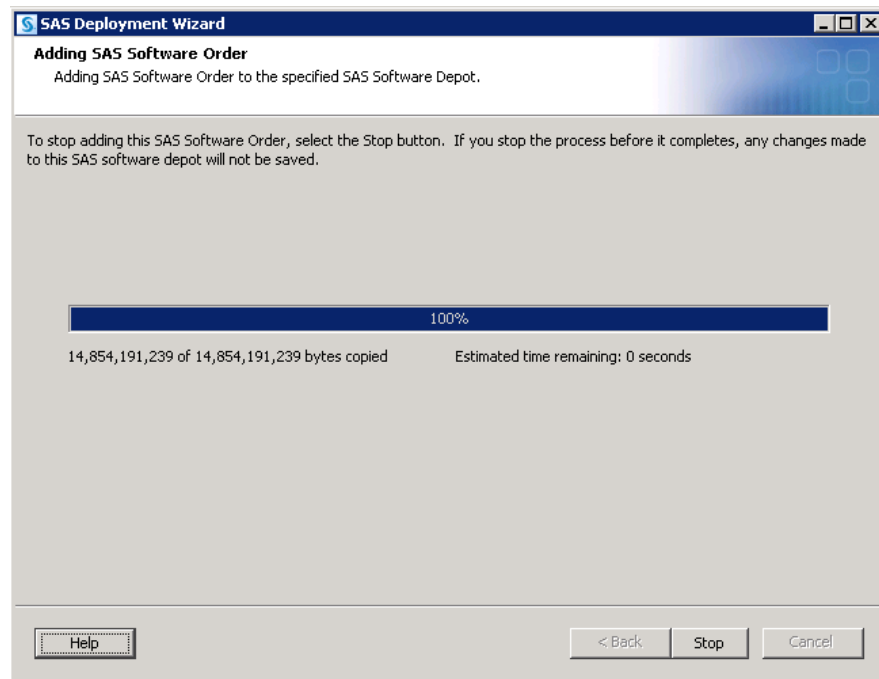 SAS Deployment Wizard
Adding SAS Software Order
Adding SAS Software Order to the specified SAS Software Depot.
To stop adding this SAS Software Order, select the Stop button.  If you stop the process before it completes, any changes made
to this SAS software depot will not be saved.
100%
14,854,191,239 of 14,854,191,239 bytes copied
Estimated time remaining: 0 seconds
Help
< Back
Stop
Cancel